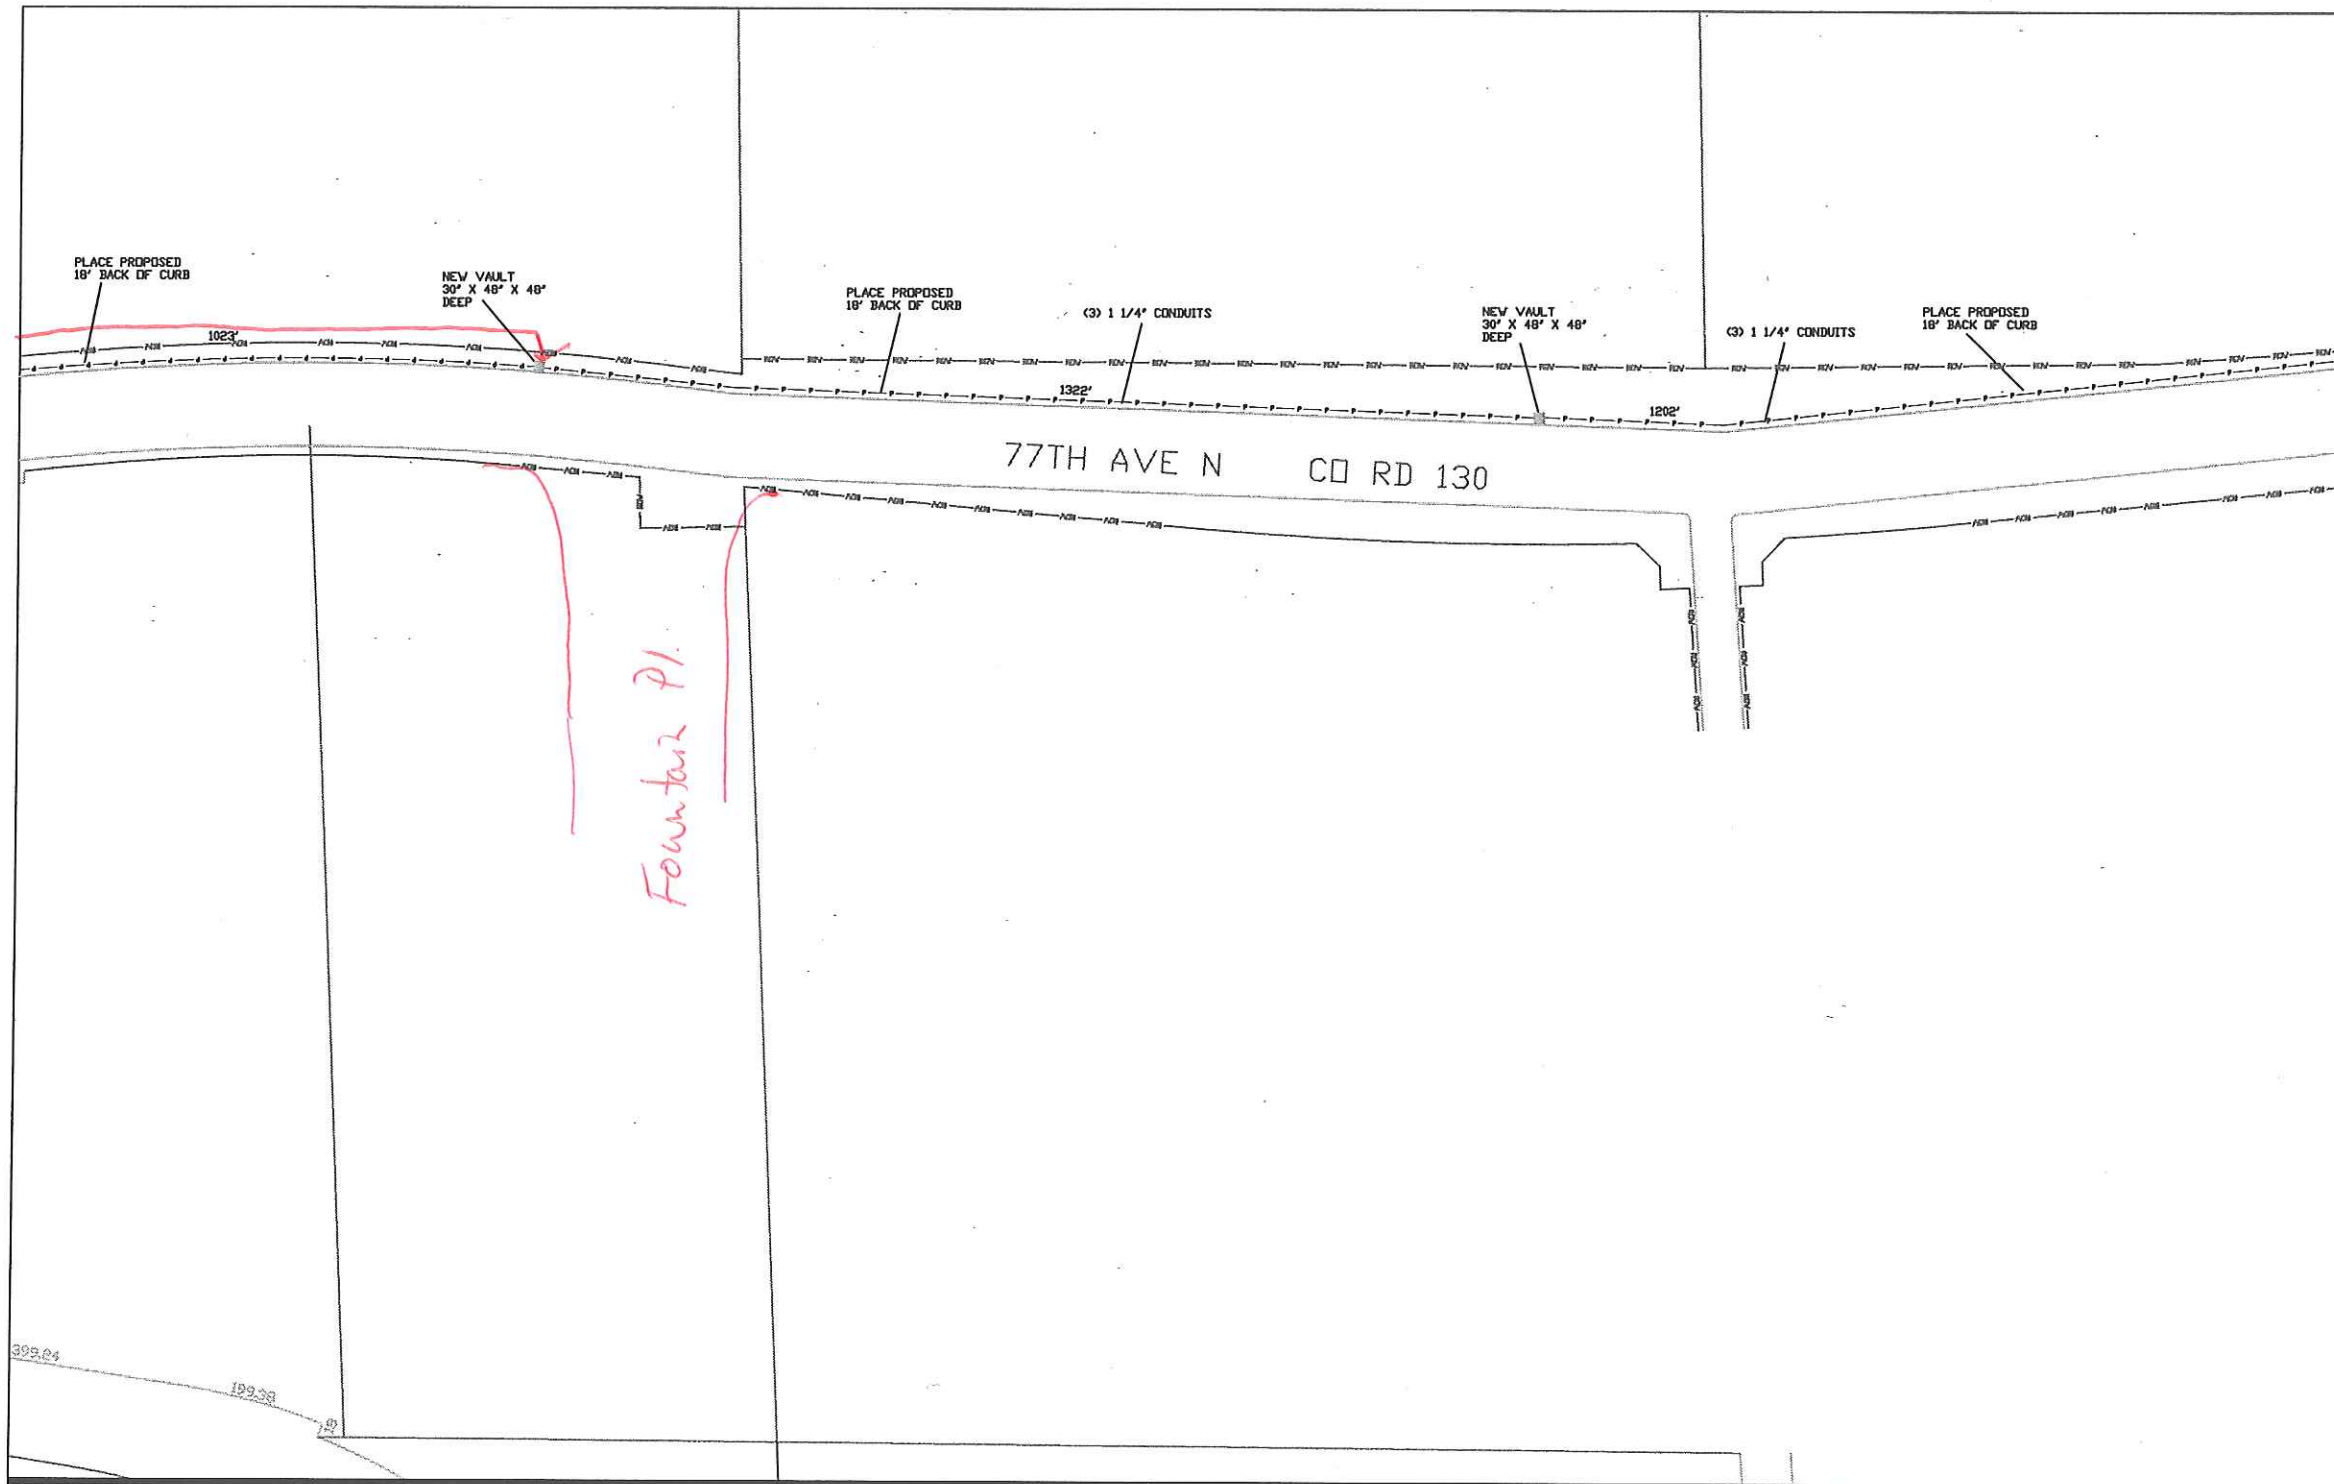 PLACE PROPOSED
18' BACK OF CURB
NEW VAULT
30" X 48" X 48"
DEEP
1023'
PLACE PROPOSED
18' BACK OF CURB
(3) 1 1/4" CONDUITS
1322'
NEW VAULT
30" X 48" X 48"
DEEP
(3) 1 1/4" CONDUITS
1202'
PLACE PROPOSED
18' BACK OF CURB
77TH AVE N CO RD 130
Fountain Pl.
399.24
199.38